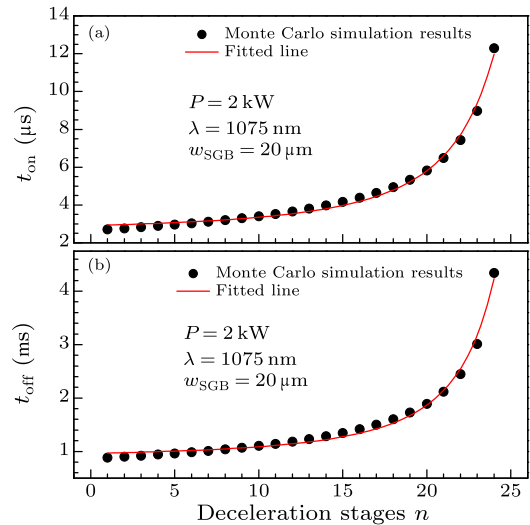 14
12
10
8
6
4
2
t_on (μs)
(a)
Monte Carlo simulation results
Fitted line
P = 2 kW
λ = 1075 nm
w_SGB = 20 μm
4
3
2
1
t_off (ms)
(b)
Monte Carlo simulation results
Fitted line
P = 2 kW
λ = 1075 nm
w_SGB = 20 μm
0 5 10 15 20 25
Deceleration stages n